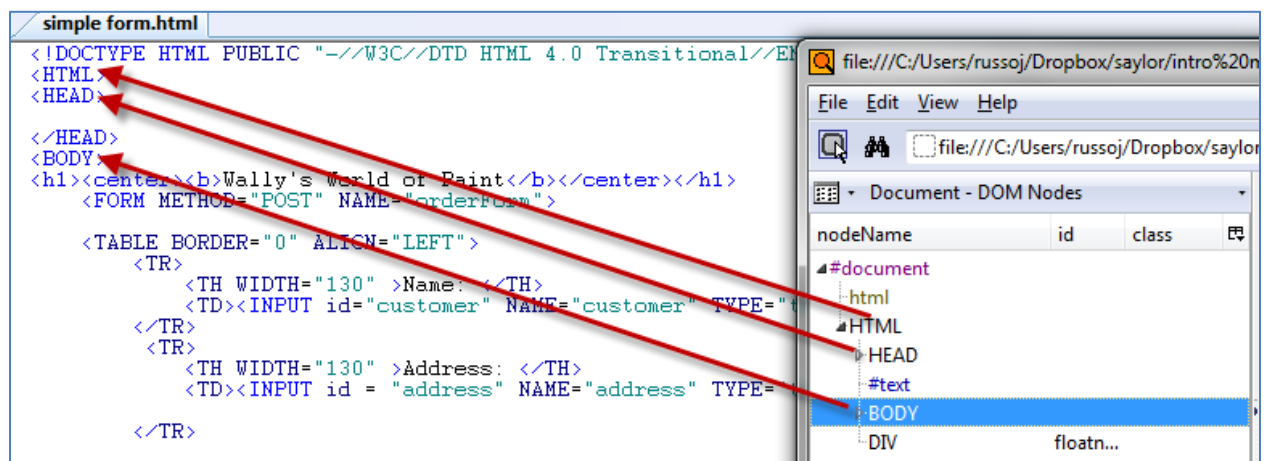 simple form.html
<!DOCTYPE HTML PUBLIC "-//W3C//DTD HTML 4.0 Transitional//EN
<HTML>
<HEAD>
</HEAD>
<BODY>
<h1><center><b>Wally's World of Paint</b></center></h1>
<FORM METHOD="POST" NAME="orderForm">
<TABLE BORDER="0" ALIGN="LEFT">
<TR>
<TH WIDTH="130" >Name: </TH>
<TD><INPUT id="customer" NAME="customer" TYPE="t
</TR>
<TR>
<TH WIDTH="130" >Address: </TH>
<TD><INPUT id = "address" NAME="address" TYPE="
</TR>
file:///C:/Users/russoj/Dropbox/saylor/intro%20m
File Edit View Help
file:///C:/Users/russoj/Dropbox/saylor
Document - DOM Nodes
nodeName id class
#document
html
HTML
HEAD
#text
BODY
DIV floatn...